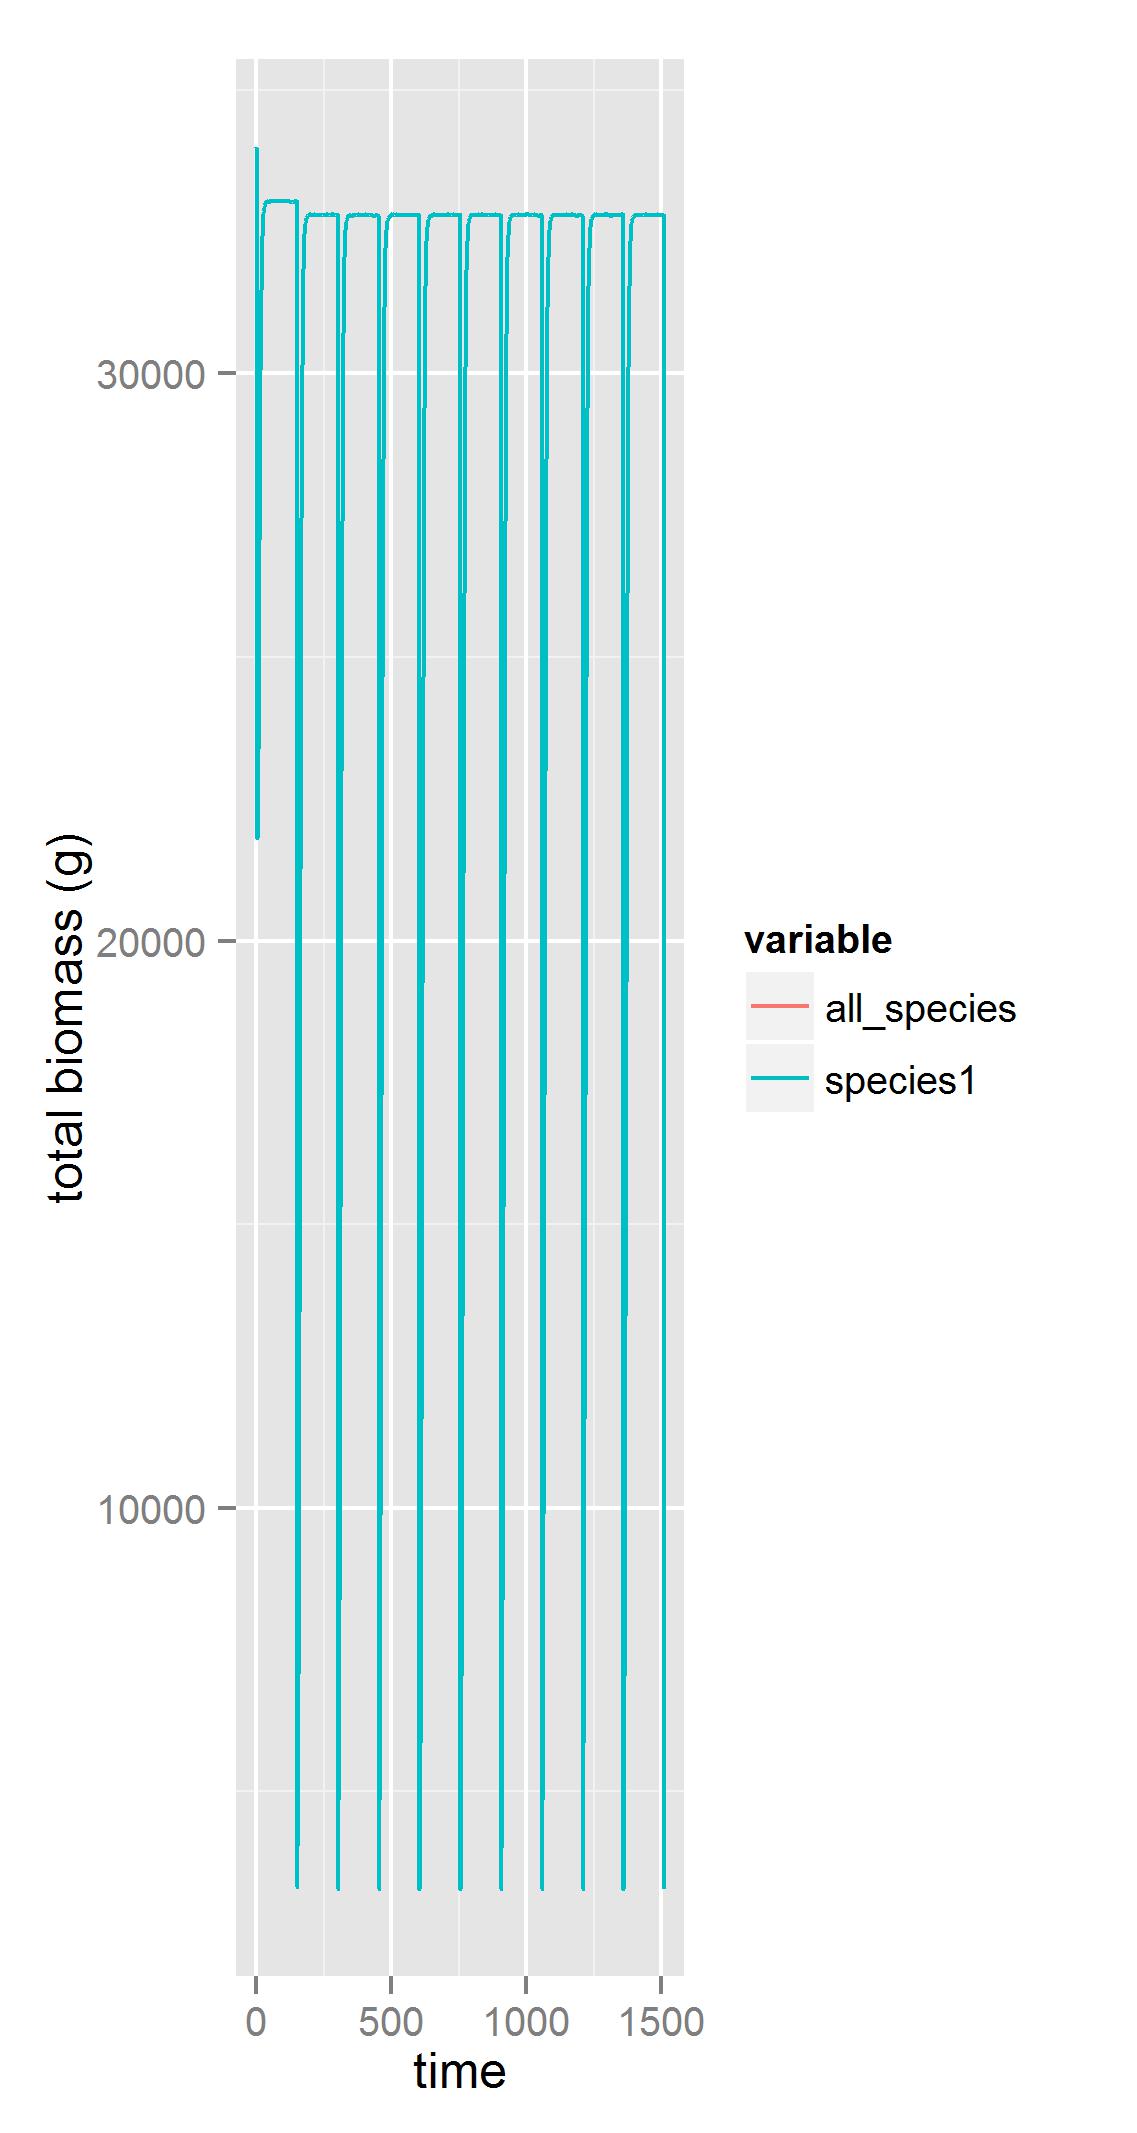 total biomass (g)
30000
20000
10000
0 500 1000 1500
time
variable
all_species
species1